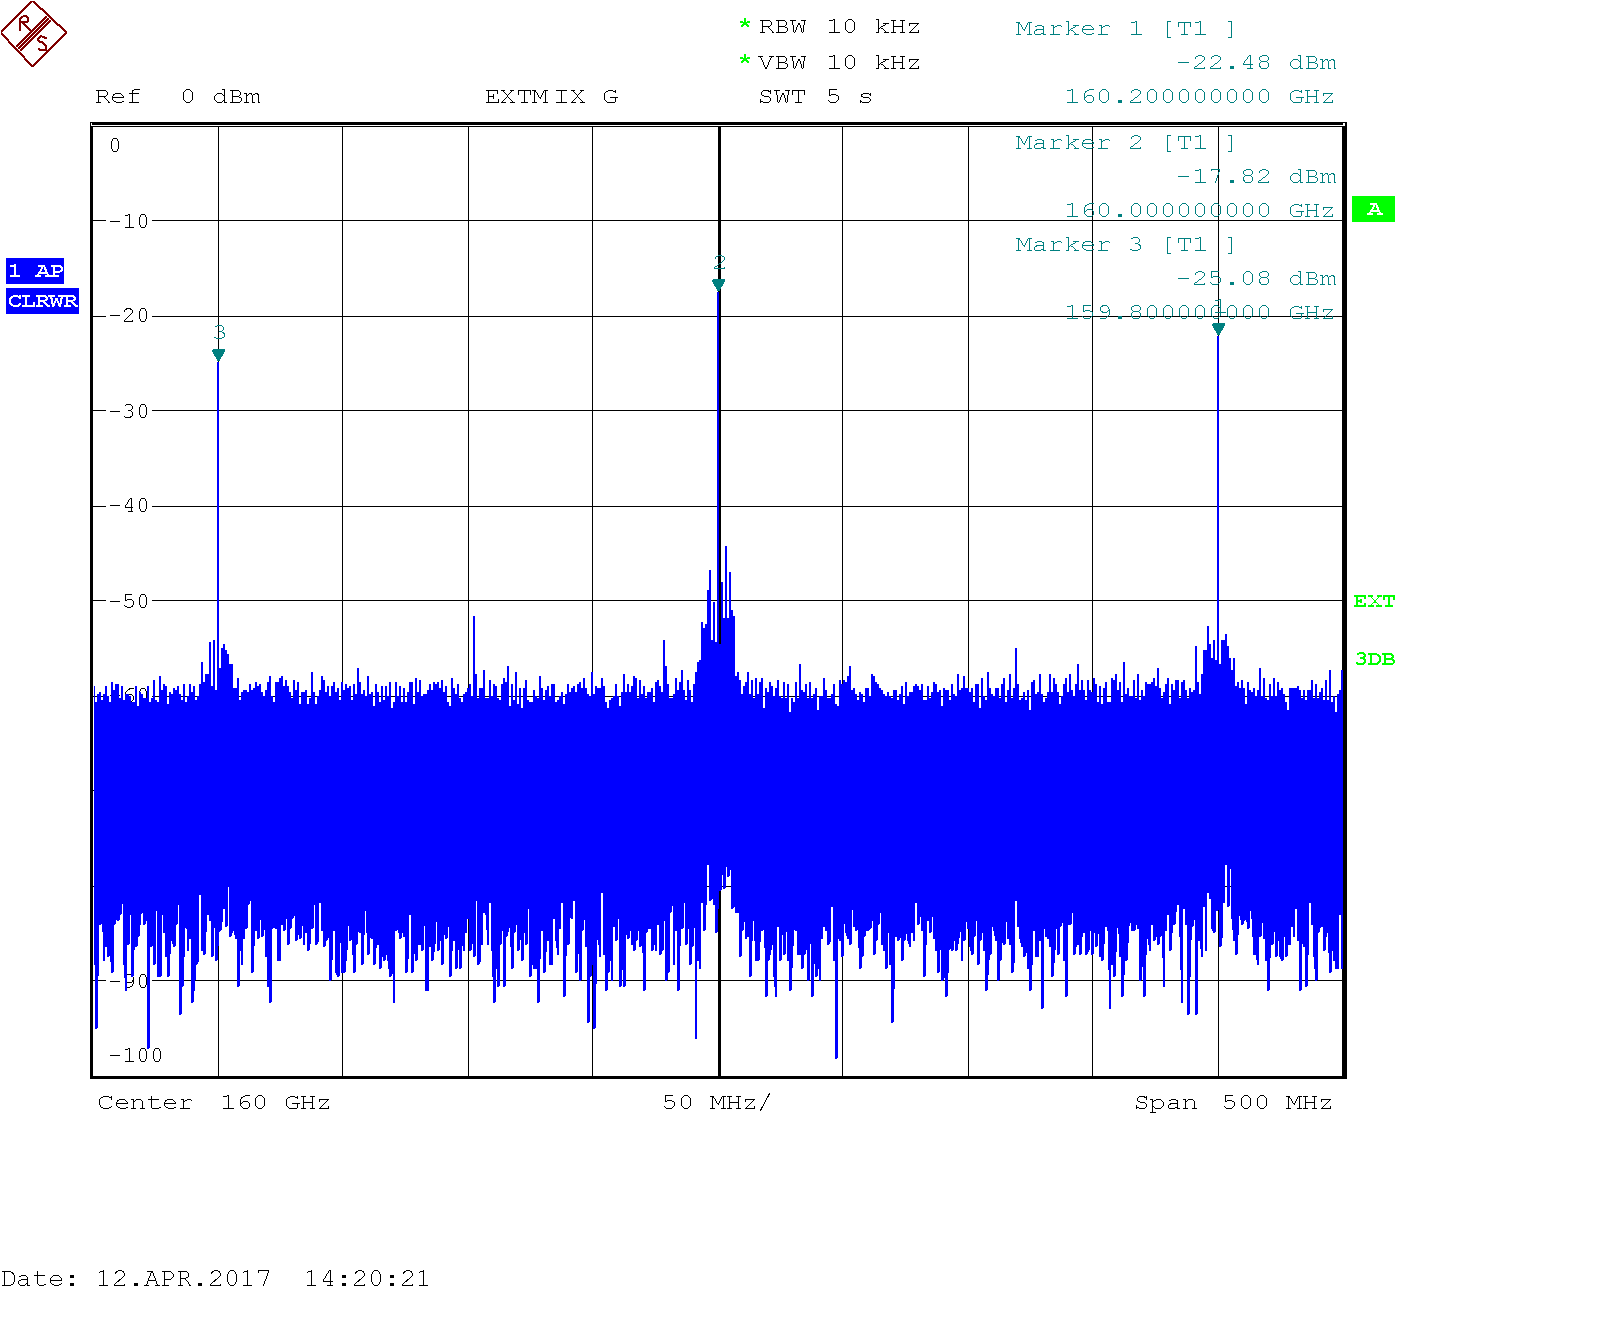 R
S
* RBW 10 kHz
* VBW 10 kHz
Ref 0 dBm EXTMIX G SWT 5 s
Marker 1 [T1 ]
-22.48 dBm
160.200000000 GHz
Marker 2 [T1 ]
-17.82 dBm
160.000000000 GHz
Marker 3 [T1 ]
-25.08 dBm
159.800000000 GHz
A
1 AP
CLRWR
0
-10
-20
-30
-40
-50
-60
-90
-100
3
2
1
EXT
3DB
Center 160 GHz 50 MHz/ Span 500 MHz
Date: 12.APR.2017 14:20:21